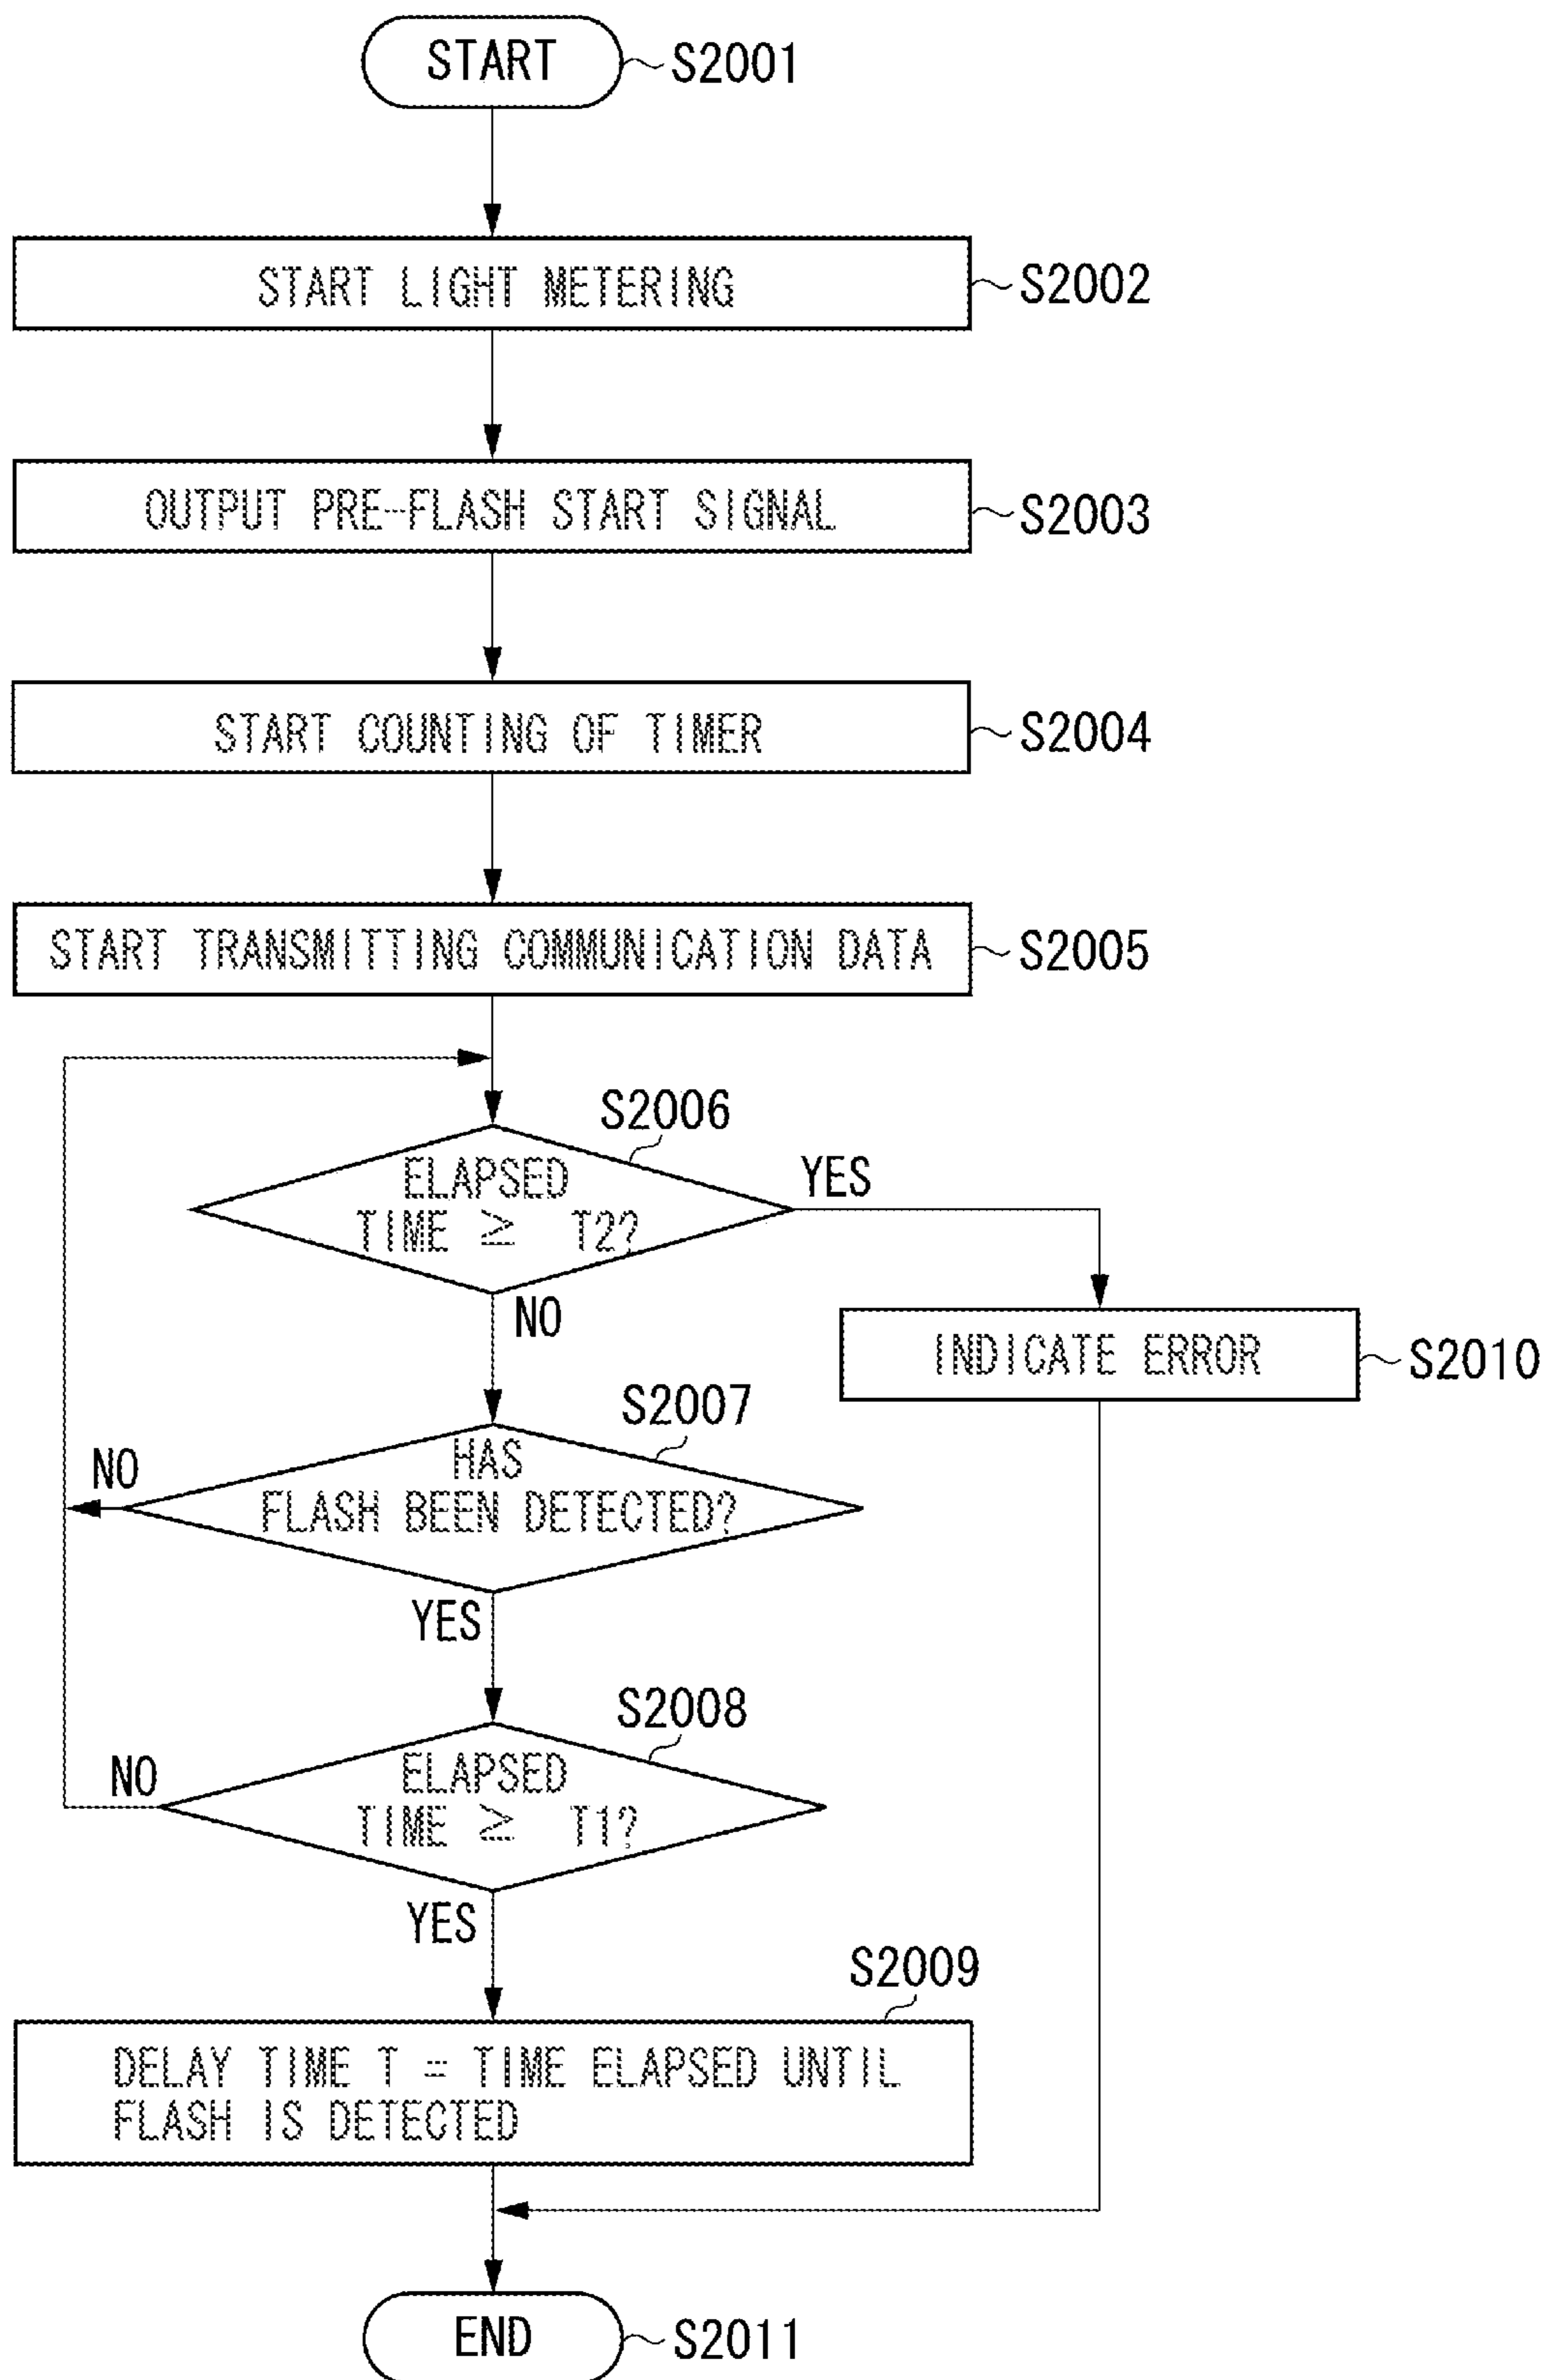 START
S2001
START LIGHT METERING
S2002
OUTPUT PRE-FLASH START SIGNAL
S2003
START COUNTING OF TIMER
S2004
START TRANSMITTING COMMUNICATION DATA
S2005
S2006
ELAPSED
TIME ≥ T2?
YES
NO
INDICATE ERROR
S2010
S2007
HAS
FLASH BEEN DETECTED?
NO
YES
S2008
ELAPSED
TIME ≥ T1?
NO
YES
S2009
DELAY TIME T = TIME ELAPSED UNTIL
FLASH IS DETECTED
END
S2011